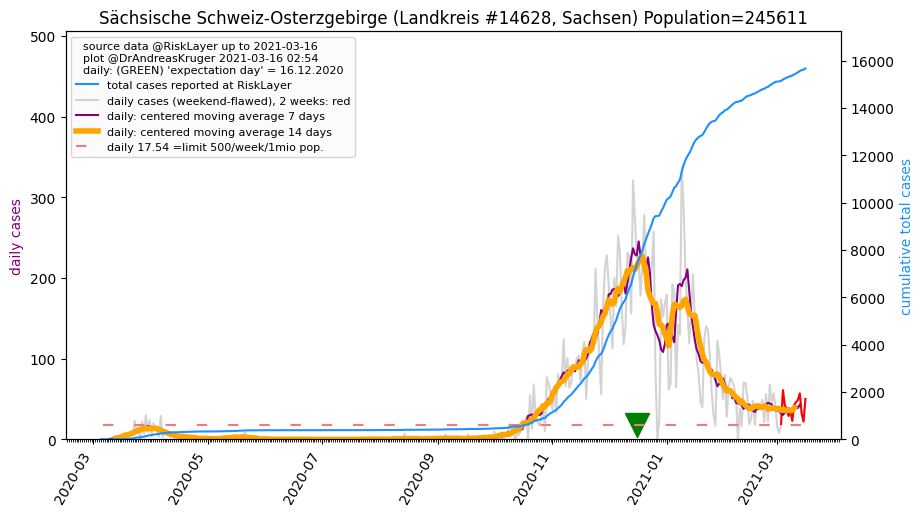 Sächsische Schweiz-Osterzgebirge (Landkreis #14628, Sachsen) Population=245611
source data @RiskLayer up to 2021-03-16
plot @DrAndreasKruger 2021-03-16 02:54
daily: (GREEN) 'expectation day' = 16.12.2020
total cases reported at RiskLayer
daily cases (weekend-flawed), 2 weeks: red
daily: centered moving average 7 days
daily: centered moving average 14 days
daily 17.54 =limit 500/week/1mio pop.
daily cases
500
400
300
200
100
0
cumulative total cases
16000
14000
12000
10000
8000
6000
4000
2000
0
2020-03
2020-05
2020-07
2020-09
2020-11
2021-01
2021-03